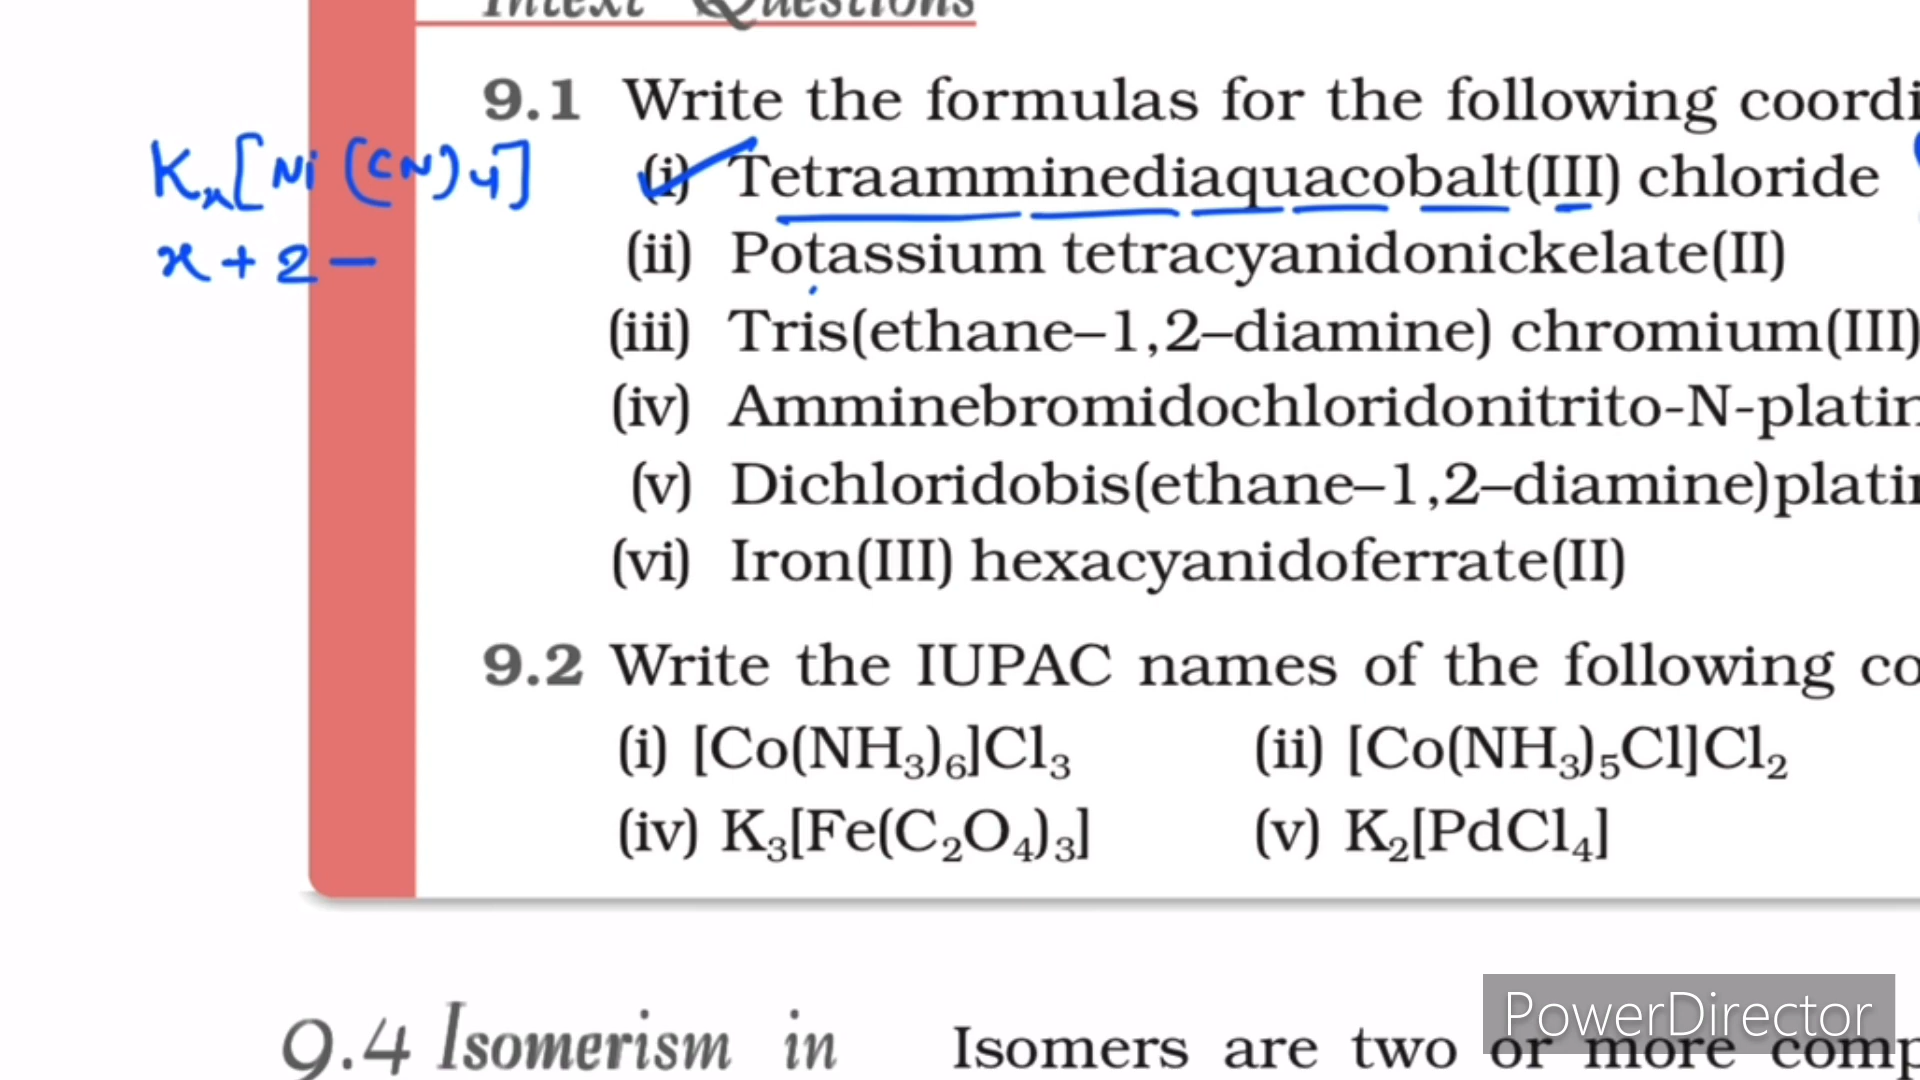 Intext Questions
9.1 Write the formulas for the following coordi
(i) Tetraamminediaquacobalt(III) chloride
(ii) Potassium tetracyanidonickelate(II)
(iii) Tris(ethane–1,2–diamine) chromium(III)
(iv) Amminebromidochloridonitrito-N-platin
(v) Dichloridobis(ethane–1,2–diamine)platin
(vi) Iron(III) hexacyanidoferrate(II)
Kₓ[Ni(CN)4]
x + 2 –
9.2 Write the IUPAC names of the following co
(i) [Co(NH₃)₆]Cl₃ (ii) [Co(NH₃)₅Cl]Cl₂
(iv) K₃[Fe(C₂O₄)₃] (v) K₂[PdCl₄]
9.4 Isomerism in
Isomers are two or more comp
PowerDirector